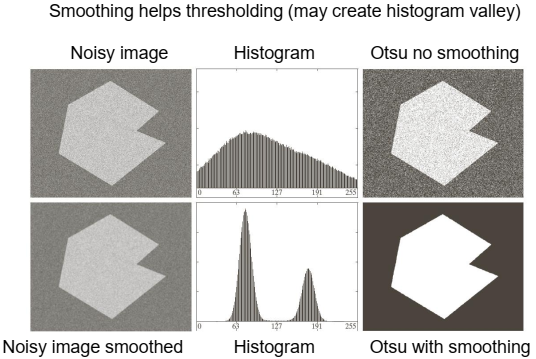 Smoothing helps thresholding (may create histogram valley)
Noisy image Histogram Otsu no smoothing
0 63 127 191 255
0 63 127 191 255
Noisy image smoothed Histogram Otsu with smoothing